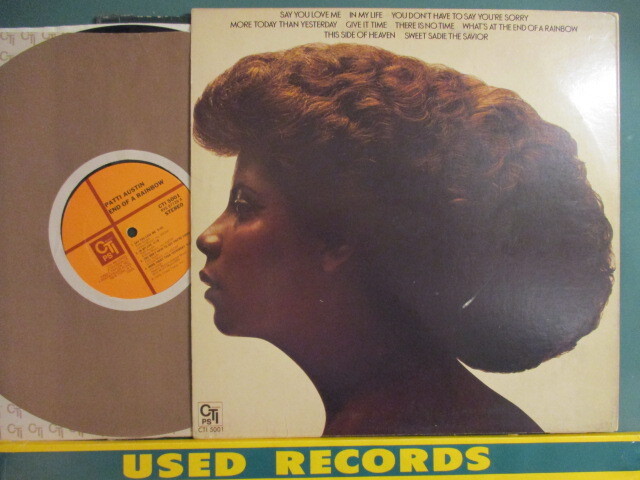 SAY YOU LOVE ME   IN MY LIFE   YOU DON'T HAVE TO SAY YOU'RE SORRY
MORE TODAY THAN YESTERDAY   GIVE IT TIME   THERE IS NO TIME   WHAT'S AT THE END OF A RAINBOW
THIS SIDE OF HEAVEN   SWEET SADIE THE SAVIOR
PATTI AUSTIN
END OF A RAINBOW
CTI 5001
STEREO
CTI
PS
CTI
PS
CTI 5001
USED RECORDS